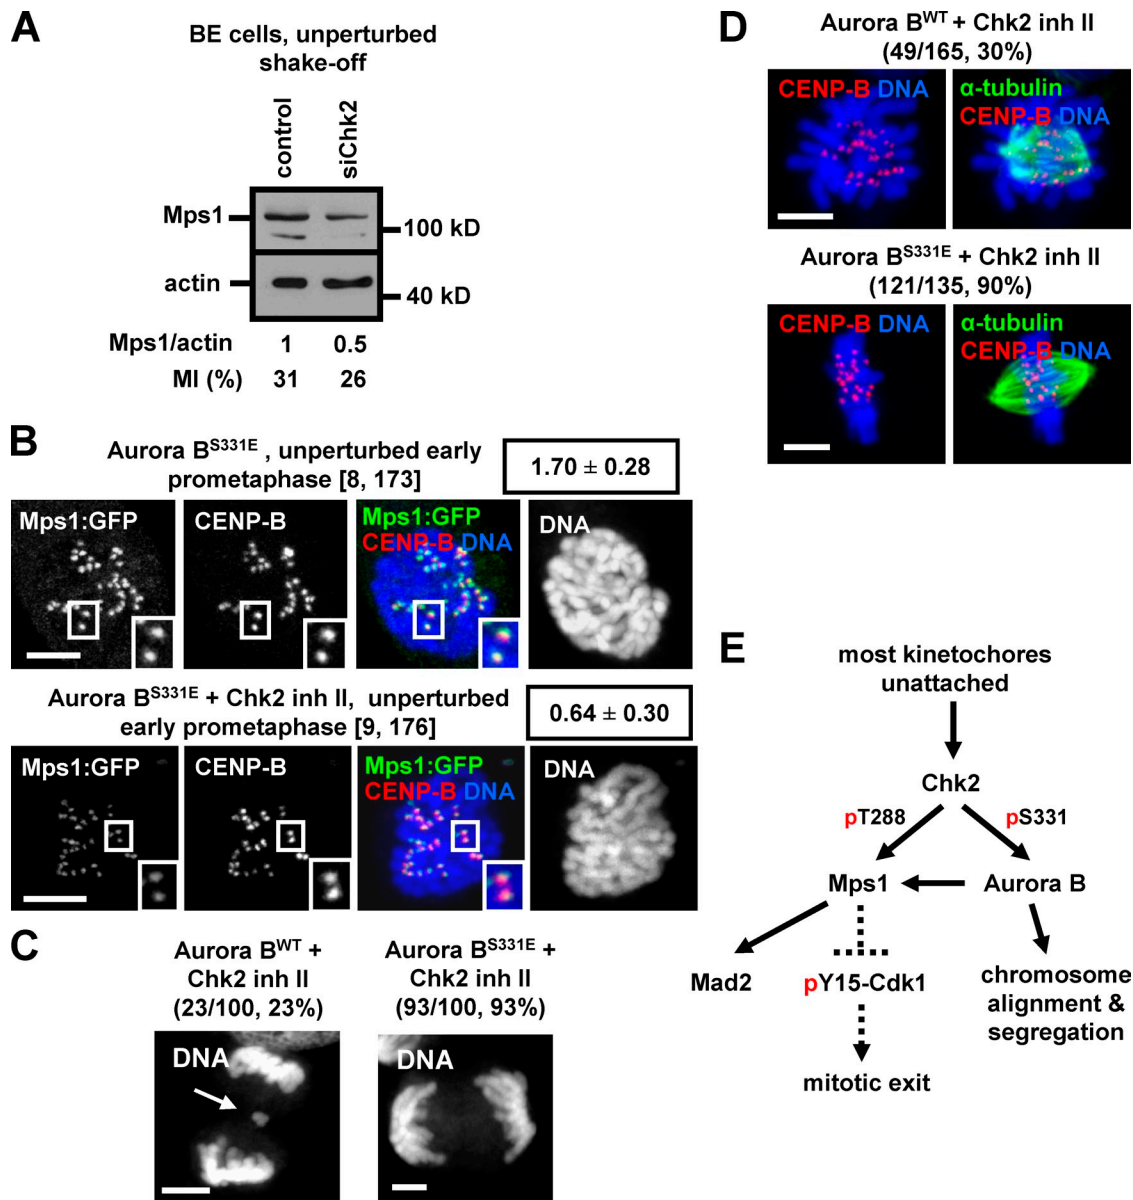 A
BE cells, unperturbed
shake-off
control
siChk2
Mps1
100 kD
actin
40 kD
Mps1/actin 1 0.5
MI (%) 31 26
B
Aurora B^S331E , unperturbed early
prometaphase [8, 173]
1.70 ± 0.28
Mps1:GFP
CENP-B
Mps1:GFP
CENP-B DNA
DNA
Aurora B^S331E + Chk2 inh II, unperturbed
early prometaphase [9, 176]
0.64 ± 0.30
Mps1:GFP
CENP-B
Mps1:GFP
CENP-B DNA
DNA
C
Aurora B^WT +
Chk2 inh II
(23/100, 23%)
DNA
Aurora B^S331E +
Chk2 inh II
(93/100, 93%)
DNA
D
Aurora B^WT + Chk2 inh II
(49/165, 30%)
CENP-B DNA
α-tubulin
CENP-B DNA
Aurora B^S331E + Chk2 inh II
(121/135, 90%)
CENP-B DNA
α-tubulin
CENP-B DNA
E
most kinetochores
unattached
Chk2
pT288
pS331
Mps1
Aurora B
Mad2
pY15-Cdk1
chromosome
alignment &
segregation
mitotic exit